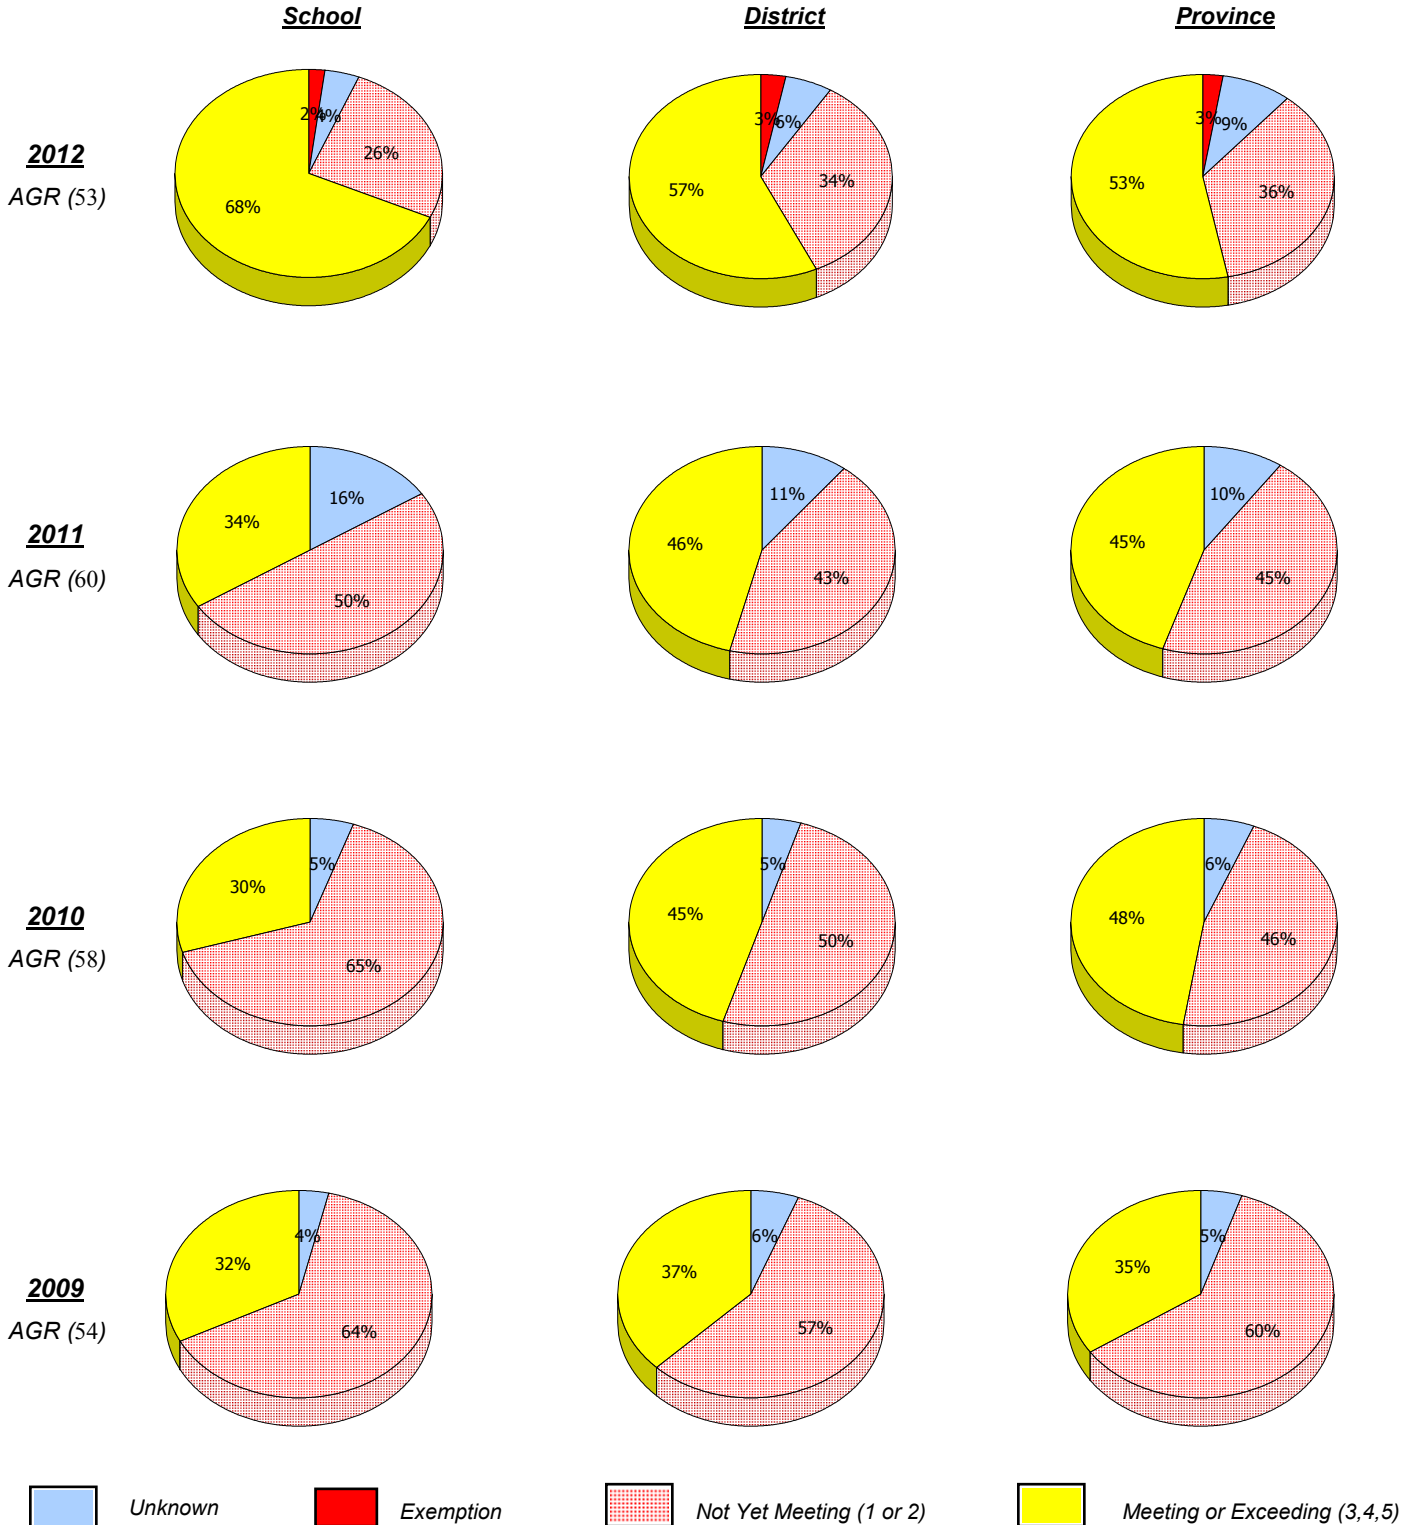 School District Province
2% 4% 26% 68%
3% 6% 34% 57%
3% 9% 36% 53%
2012
AGR (53)
16% 50% 34%
11% 43% 46%
10% 45% 45%
2011
AGR (60)
5% 65% 30%
5% 50% 45%
6% 46% 48%
2010
AGR (58)
4% 64% 32%
6% 57% 37%
5% 60% 35%
2009
AGR (54)
Unknown Exemption Not Yet Meeting (1 or 2) Meeting or Exceeding (3,4,5)